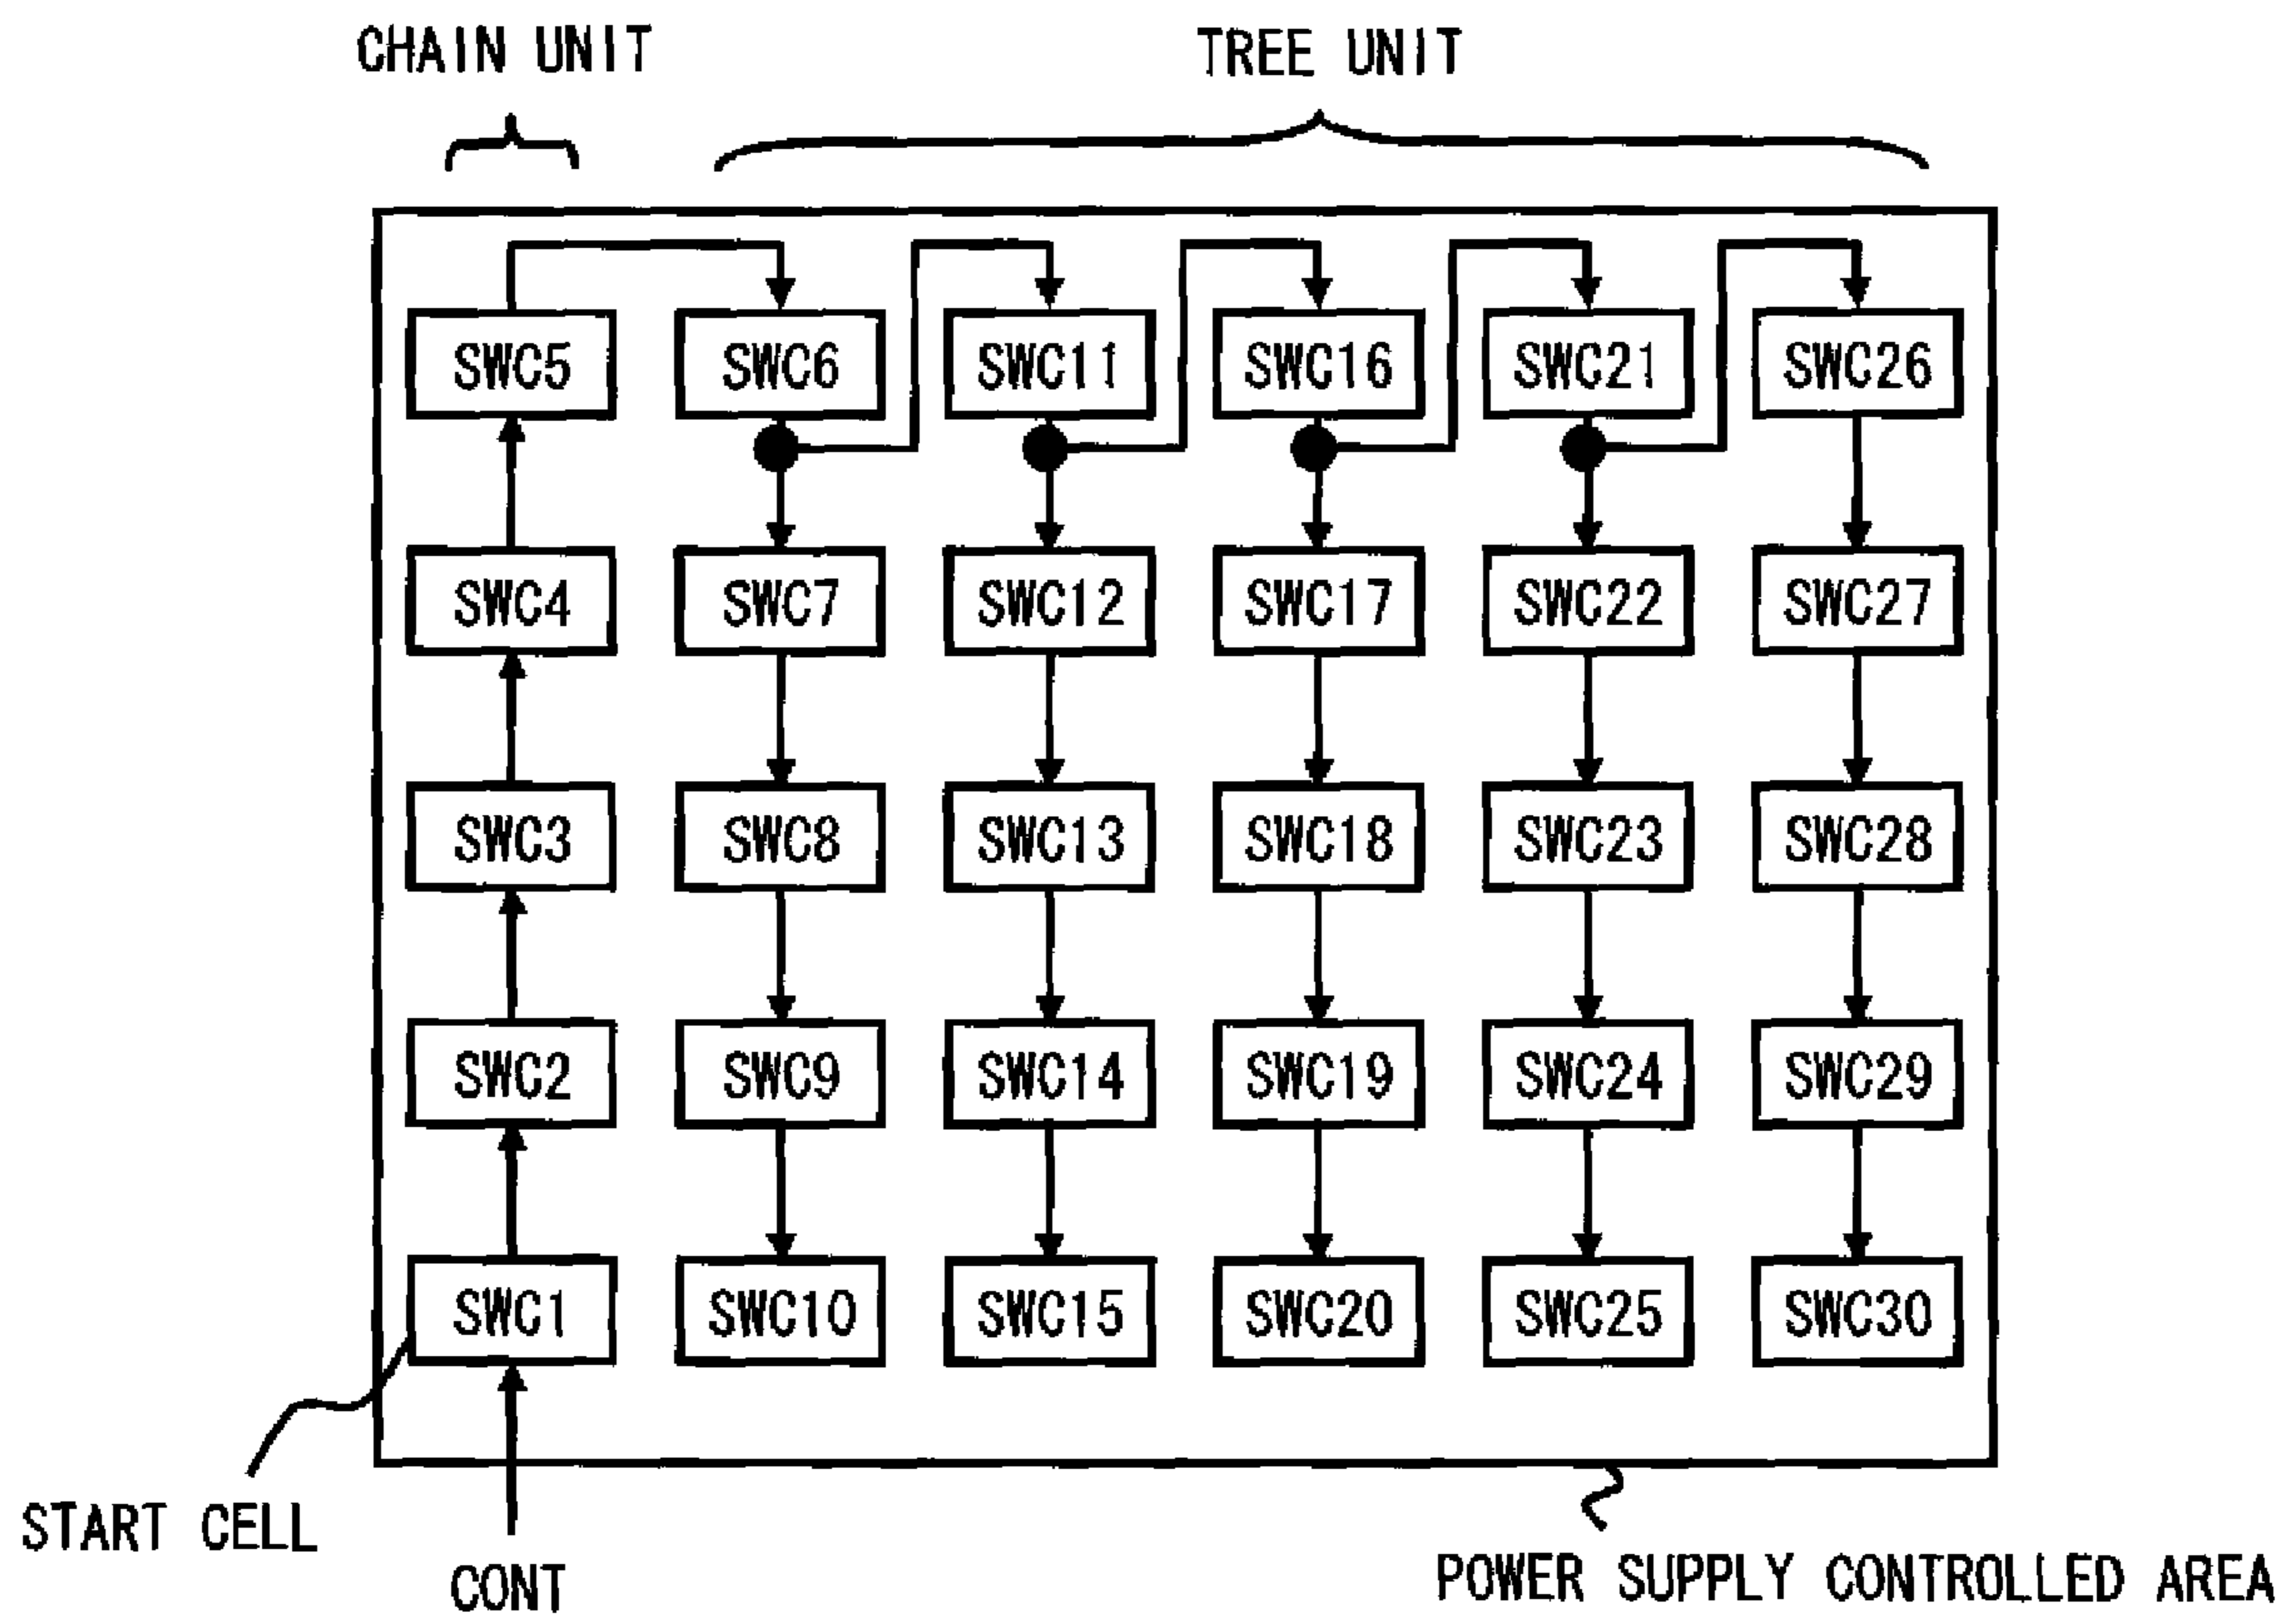 CHAIN UNIT
TREE UNIT
SWC5 SWC6 SWC11 SWC16 SWC21 SWC26
SWC4 SWC7 SWC12 SWC17 SWC22 SWC27
SWC3 SWC8 SWC13 SWC18 SWC23 SWC28
SWC2 SWC9 SWC14 SWC19 SWC24 SWC29
SWC1 SWC10 SWC15 SWC20 SWC25 SWC30
START CELL
CONT
POWER SUPPLY CONTROLLED AREA